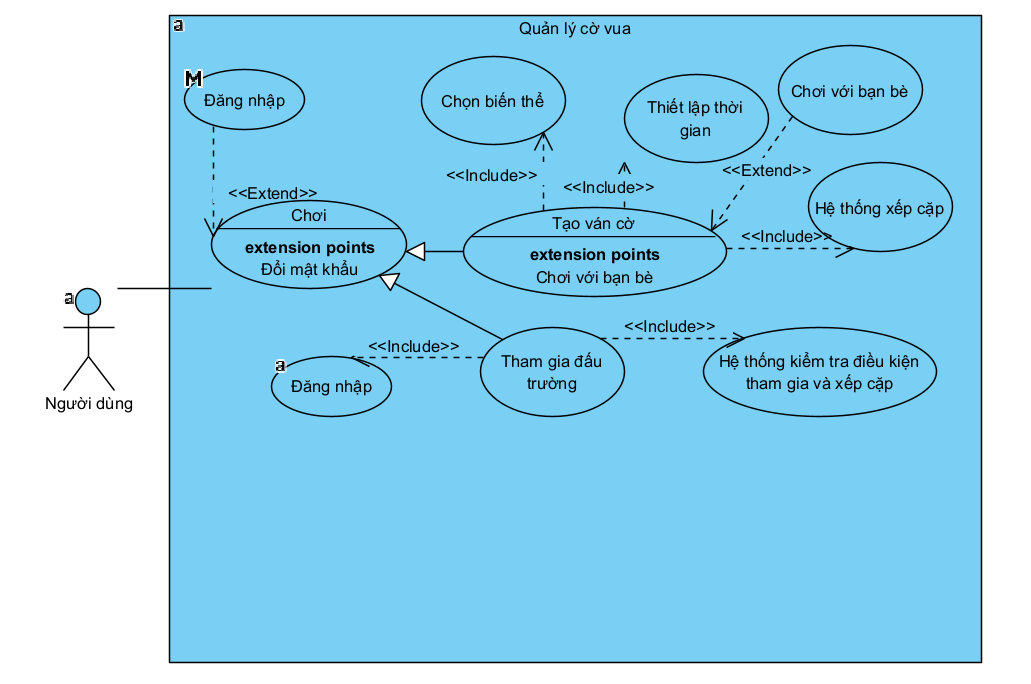 a
Quản lý cờ vua
M
Đăng nhập
Chọn biến thể
Thiết lập thời
gian
Chơi với bạn bè
<<Include>>
<<Include>>
<<Extend>>
<<Extend>>
Chơi
extension points
Đổi mật khẩu
Tạo ván cờ
extension points
Chơi với bạn bè
Hệ thống xếp cặp
<<Include>>
a
Người dùng
<<Include>>
<<Include>>
a
Đăng nhập
Tham gia đấu
trường
Hệ thống kiểm tra điều kiện
tham gia và xếp cặp